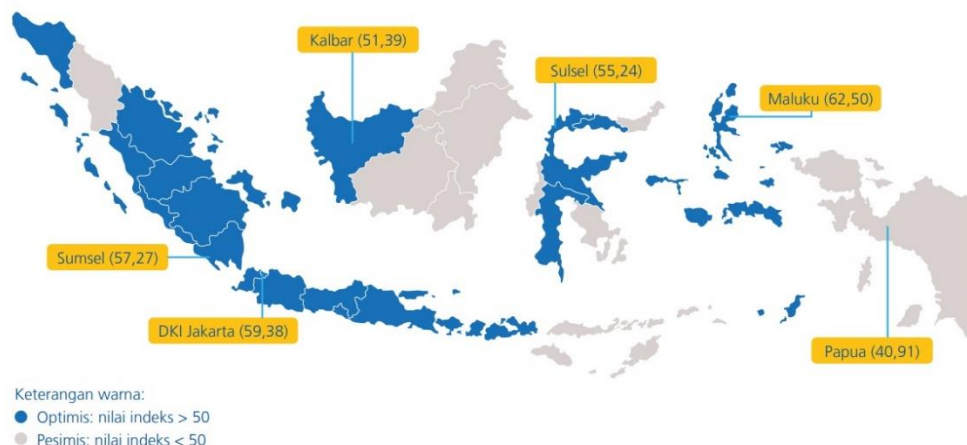 Kalbar (51,39)
Sulsel (55,24)
Maluku (62,50)
Sumsel (57,27)
DKI Jakarta (59,38)
Papua (40,91)
Keterangan warna:
Optimis: nilai indeks > 50
Pesimis: nilai indeks < 50